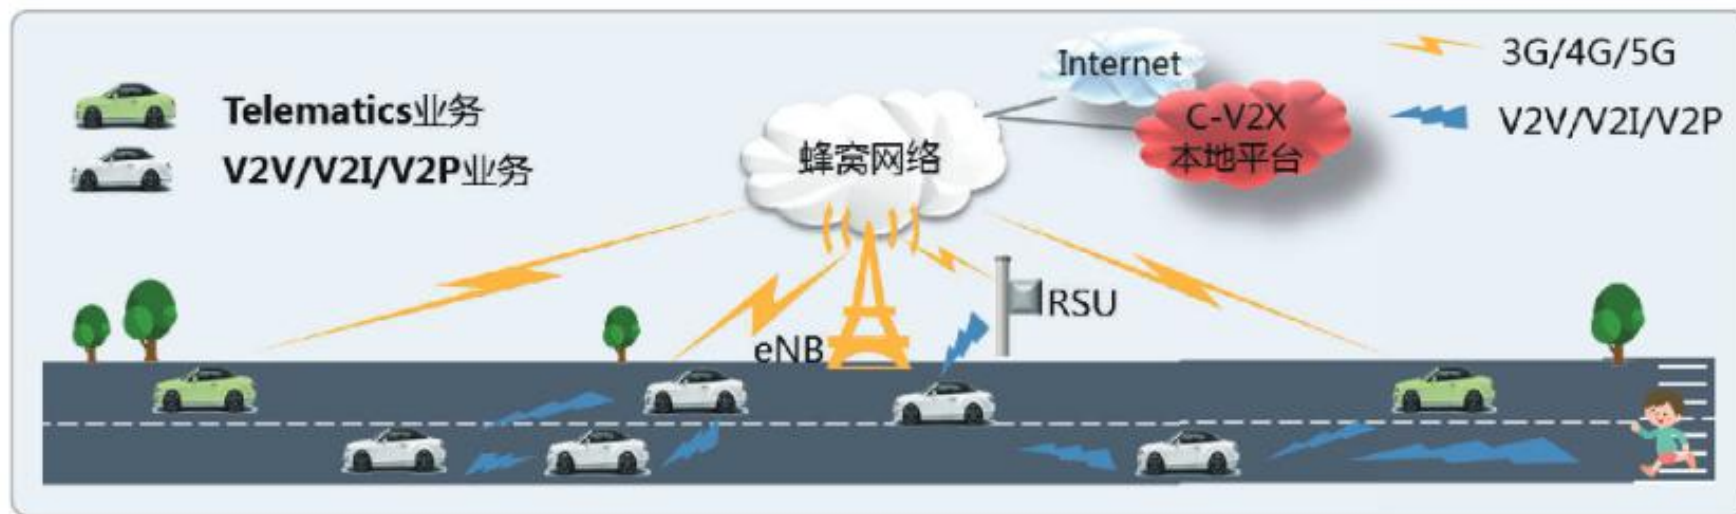 Telematics业务
V2V/V2I/V2P业务
Internet
C-V2X
本地平台
蜂窝网络
3G/4G/5G
V2V/V2I/V2P
eNB
RSU